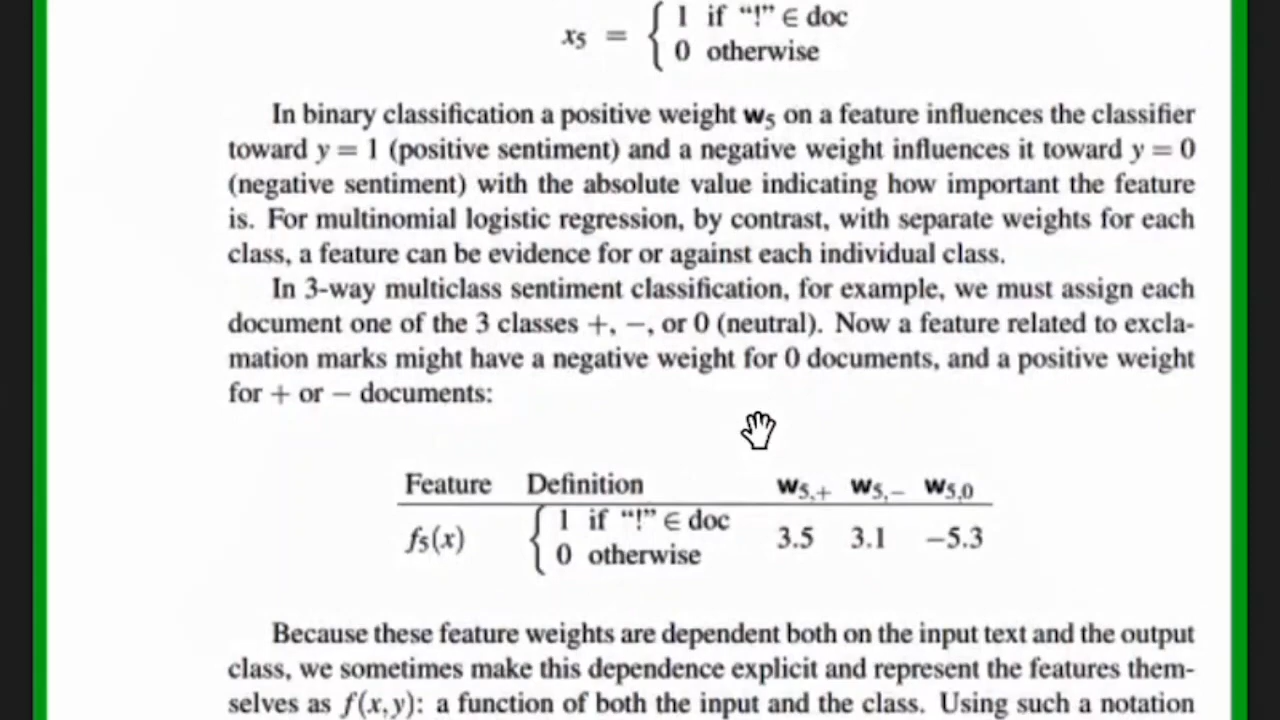 x5 = { 1 if “!” ∈ doc
0 otherwise
In binary classification a positive weight w5 on a feature influences the classifier
toward y = 1 (positive sentiment) and a negative weight influences it toward y = 0
(negative sentiment) with the absolute value indicating how important the feature
is. For multinomial logistic regression, by contrast, with separate weights for each
class, a feature can be evidence for or against each individual class.
In 3-way multiclass sentiment classification, for example, we must assign each
document one of the 3 classes +, −, or 0 (neutral). Now a feature related to excla-
mation marks might have a negative weight for 0 documents, and a positive weight
for + or − documents:
Feature Definition w5,+ w5,− w5,0
f5(x) { 1 if “!” ∈ doc
0 otherwise 3.5 3.1 −5.3
Because these feature weights are dependent both on the input text and the output
class, we sometimes make this dependence explicit and represent the features them-
selves as f(x,y): a function of both the input and the class. Using such a notation